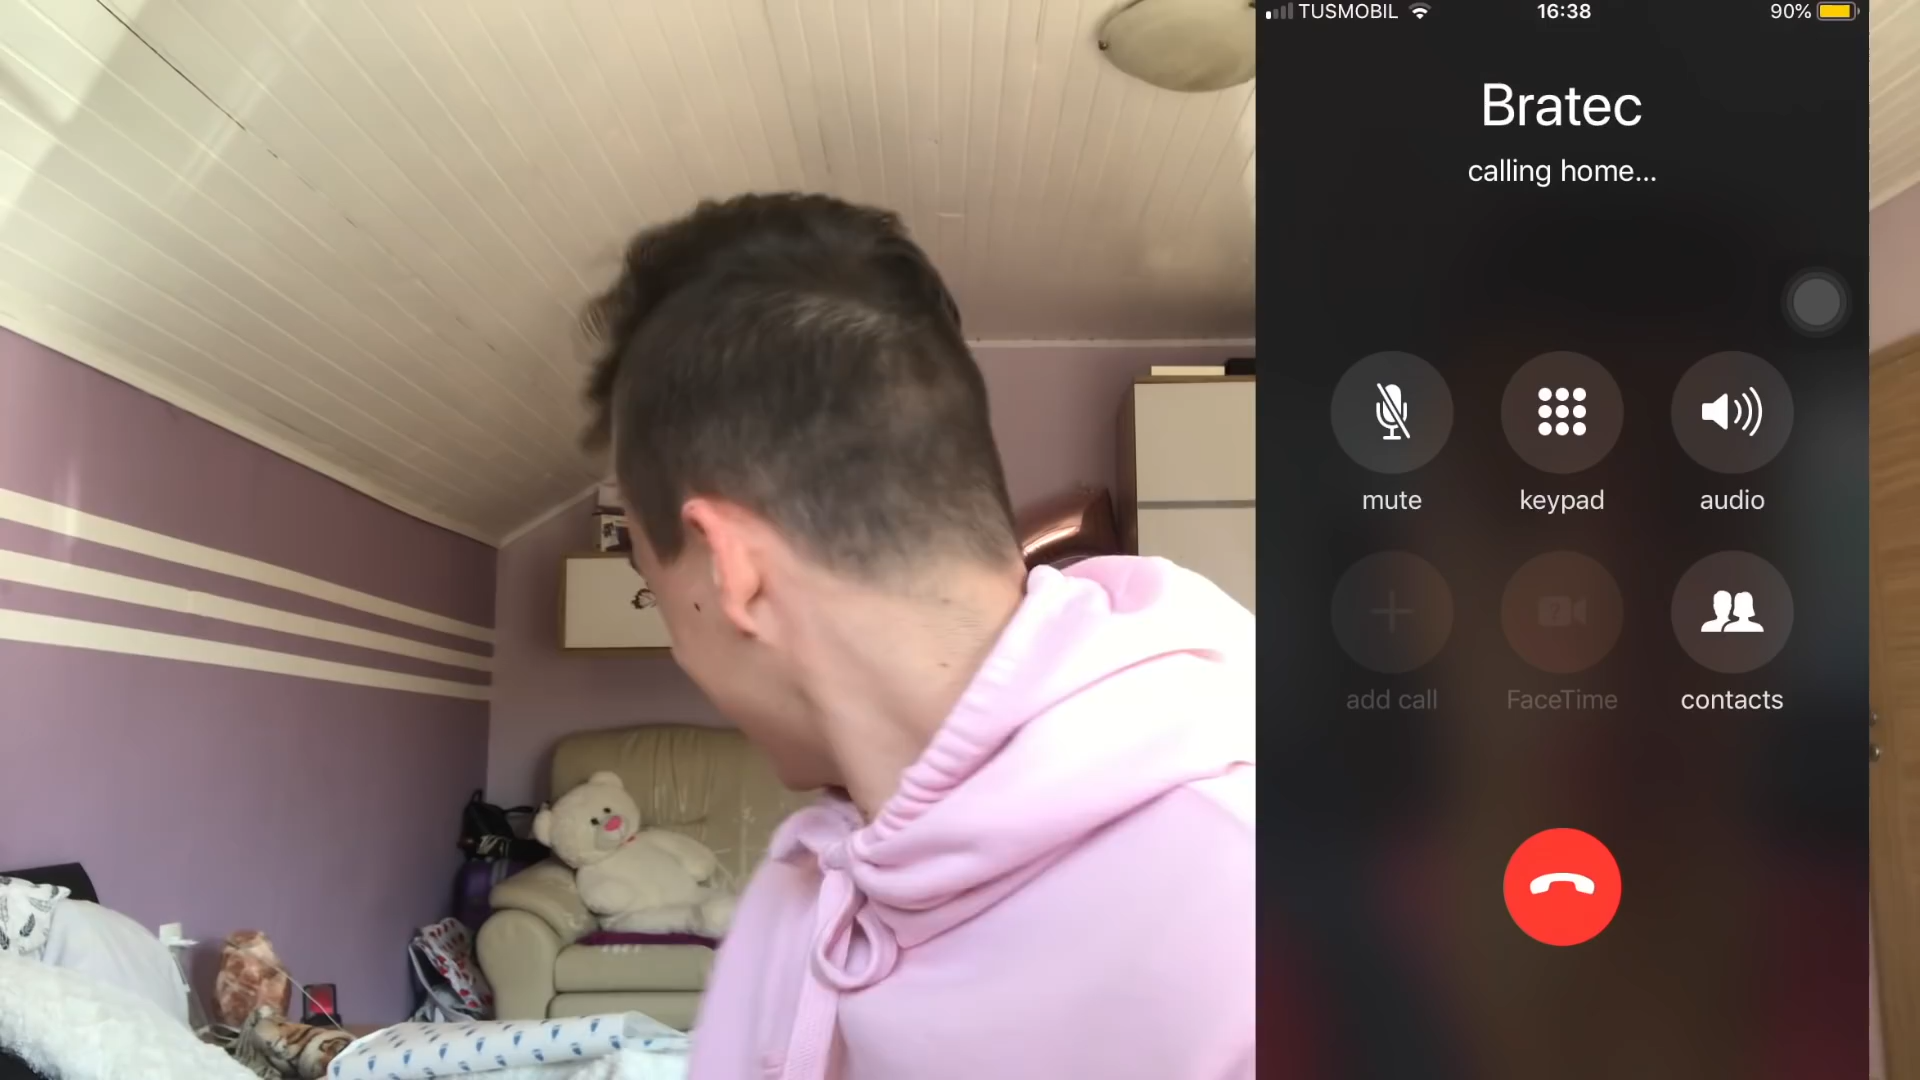 TUSMOBIL 16:38 90%
Bratec
calling home...
mute keypad audio
add call FaceTime contacts